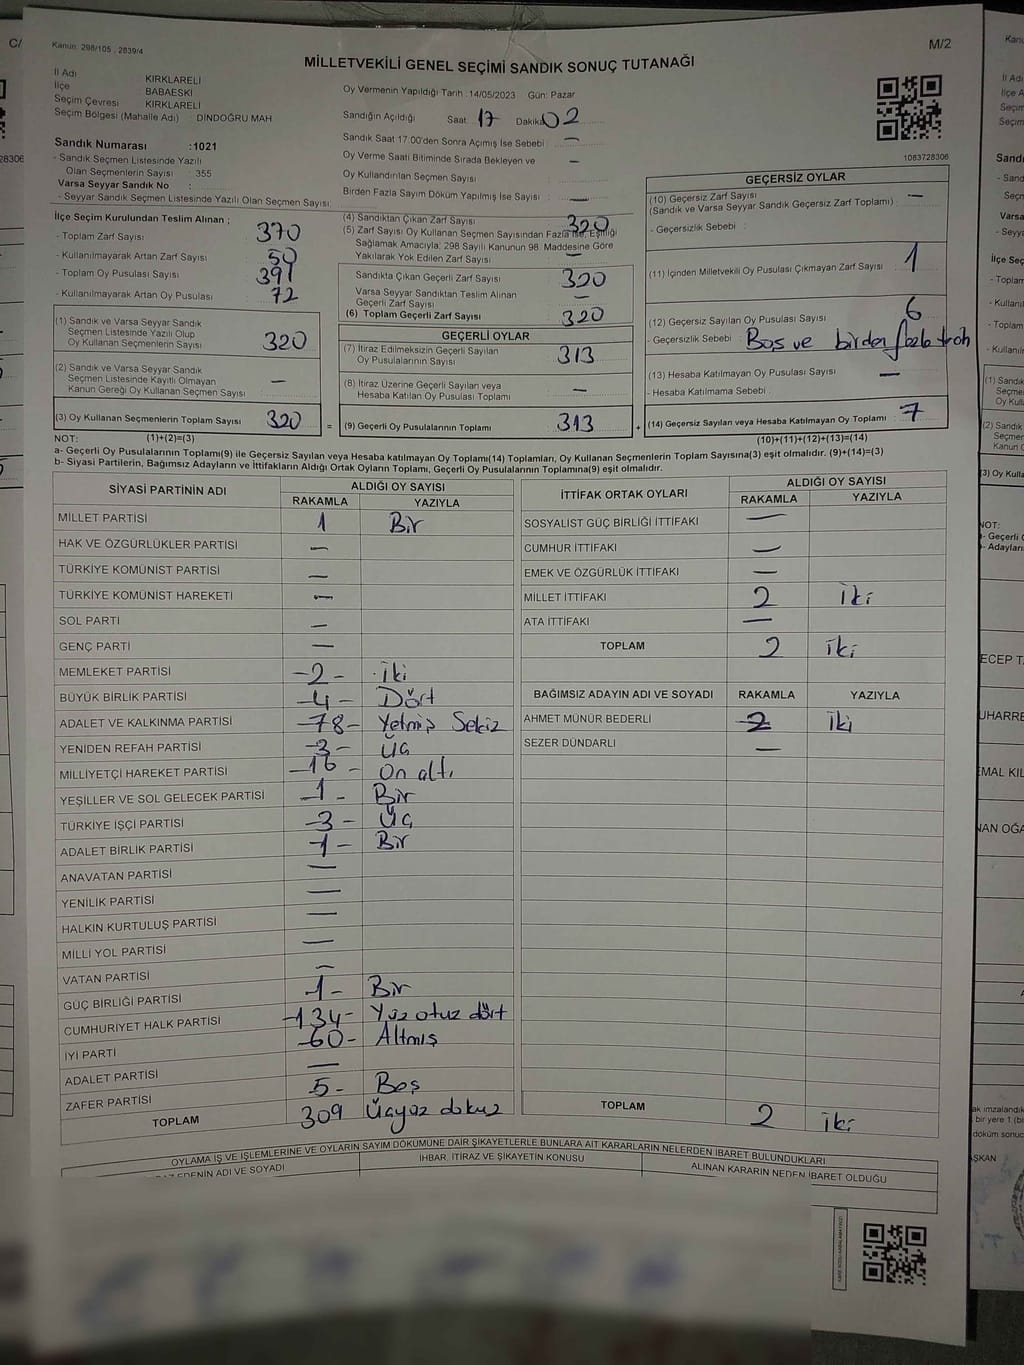 Kanun: 298/105 , 2839/4
M/2
MİLLETVEKİLİ GENEL SEÇİMİ SANDIK SONUÇ TUTANAĞI
İl Adı KIRKLARELİ
İlçe BABAESKİ
Seçim Çevresi KIRKLARELİ
Seçim Bölgesi (Mahalle Adı) : DİNDOĞRU MAH
Sandık Numarası :1021
- Sandık Seçmen Listesinde Yazılı
Olan Seçmenlerin Sayısı : 355
Varsa Seyyar Sandık No :
- Seyyar Sandık Seçmen Listesinde Yazılı Olan Seçmen Sayısı:
Oy Vermenin Yapıldığı Tarih :14/05/2023 Gün: Pazar
Sandığın Açıldığı Saat 17 Dakika 02
Sandık Saat 17:00'den Sonra Açımış İse Sebebi : —
Oy Verme Saati Bitiminde Sırada Bekleyen ve —
Oy Kullandırılan Seçmen Sayısı
Birden Fazla Sayım Döküm Yapılmış İse Sayısı : —
1083728306
İlçe Seçim Kurulundan Teslim Alınan ;
- Toplam Zarf Sayısı : 370
- Kullanılmayarak Artan Zarf Sayısı : 50
- Toplam Oy Pusulası Sayısı : 391
- Kullanılmayarak Artan Oy Pusulası : 72
(1) Sandık ve Varsa Seyyar Sandık
Seçmen Listesinde Yazılı Olup
Oy Kullanan Seçmenlerin Sayısı 320
(2) Sandık ve Varsa Seyyar Sandık
Seçmen Listesinde Kayıtlı Olmayan
Kanun Gereği Oy Kullanan Seçmen Sayısı —
(3) Oy Kullanan Seçmenlerin Toplam Sayısı 320 =
(4) Sandıktan Çıkan Zarf Sayısı 320
(5) Zarf Sayısı Oy Kullanan Seçmen Sayısından Fazla İse, Eşitliği
Sağlamak Amacıyla; 298 Sayılı Kanunun 98. Maddesine Göre
Yakılarak Yok Edilen Zarf Sayısı —
Sandıkta Çıkan Geçerli Zarf Sayısı 320
Varsa Seyyar Sandıktan Teslim Alınan
Geçerli Zarf Sayısı —
(6) Toplam Geçerli Zarf Sayısı 320
GEÇERLİ OYLAR
(7) İtiraz Edilmeksizin Geçerli Sayılan
Oy Pusulalarının Sayısı 313
(8) İtiraz Üzerine Geçerli Sayılan veya
Hesaba Katılan Oy Pusulası Toplamı —
(9) Geçerli Oy Pusulalarının Toplamı 313 +
GEÇERSİZ OYLAR
(10) Geçersiz Zarf Sayısı —
(Sandık ve Varsa Seyyar Sandık Geçersiz Zarf Toplamı) :
- Geçersizlik Sebebi :
(11) İçinden Milletvekili Oy Pusulası Çıkmayan Zarf Sayısı 1
(12) Geçersiz Sayılan Oy Pusulası Sayısı : 6
- Geçersizlik Sebebi : Boş ve birden fazla
(13) Hesaba Katılmayan Oy Pusulası Sayısı —
- Hesaba Katılmama Sebebi :
(14) Geçersiz Sayılan veya Hesaba Katılmayan Oy Toplamı : 7
NOT: (1)+(2)=(3) (10)+(11)+(12)+(13)=(14)
a- Geçerli Oy Pusulalarının Toplamı(9) ile Geçersiz Sayılan veya Hesaba katılmayan Oy Toplamı(14) Toplamları, Oy Kullanan Seçmenlerin Toplam Sayısına(3) eşit olmalıdır. (9)+(14)=(3)
b- Siyasi Partilerin, Bağımsız Adayların ve İttifakların Aldığı Ortak Oyların Toplamı, Geçerli Oy Pusulalarının Toplamına(9) eşit olmalıdır.
SİYASİ PARTİNİN ADI ALDIĞI OY SAYISI
RAKAMLA YAZIYLA
MİLLET PARTİSİ 1 Bir
HAK VE ÖZGÜRLÜKLER PARTİSİ —
TÜRKİYE KOMÜNİST PARTİSİ —
TÜRKİYE KOMÜNİST HAREKETİ —
SOL PARTİ —
GENÇ PARTİ —
MEMLEKET PARTİSİ -2- İki
BÜYÜK BİRLİK PARTİSİ -4- Dört
ADALET VE KALKINMA PARTİSİ -78- Yetmiş Sekiz
YENİDEN REFAH PARTİSİ -3- Üç
MİLLİYETÇİ HAREKET PARTİSİ -16- On altı
YEŞİLLER VE SOL GELECEK PARTİSİ -1- Bir
TÜRKİYE İŞÇİ PARTİSİ -3- Üç
ADALET BİRLİK PARTİSİ -1- Bir
ANAVATAN PARTİSİ —
YENİLİK PARTİSİ —
HALKIN KURTULUŞ PARTİSİ —
MİLLİ YOL PARTİSİ —
VATAN PARTİSİ —
GÜÇ BİRLİĞİ PARTİSİ -1- Bir
CUMHURİYET HALK PARTİSİ -134- Yüz otuz dört
İYİ PARTİ -60- Altmış
ADALET PARTİSİ —
ZAFER PARTİSİ 5- Beş
TOPLAM 309 Üçyüz dokuz
İTTİFAK ORTAK OYLARI ALDIĞI OY SAYISI
RAKAMLA YAZIYLA
SOSYALİST GÜÇ BİRLİĞİ İTTİFAKI —
CUMHUR İTTİFAKI —
EMEK VE ÖZGÜRLÜK İTTİFAKI —
MİLLET İTTİFAKI 2 İki
ATA İTTİFAKI —
TOPLAM 2 İki
BAĞIMSIZ ADAYIN ADI VE SOYADI RAKAMLA YAZIYLA
AHMET MÜNÜR BEDERLİ 2 İki
SEZER DÜNDARLI —
TOPLAM 2 İki
OYLAMA İŞ VE İŞLEMLERİNE VE OYLARIN SAYIM DÖKÜMÜNE DAİR ŞİKAYETLERLE BUNLARA AİT KARARLARIN NELERDEN İBARET BULUNDUKLARI
EDENİN ADI VE SOYADI İHBAR, İTİRAZ VE ŞİKAYETİN KONUSU ALINAN KARARIN NEDEN İBARET OLDUĞU